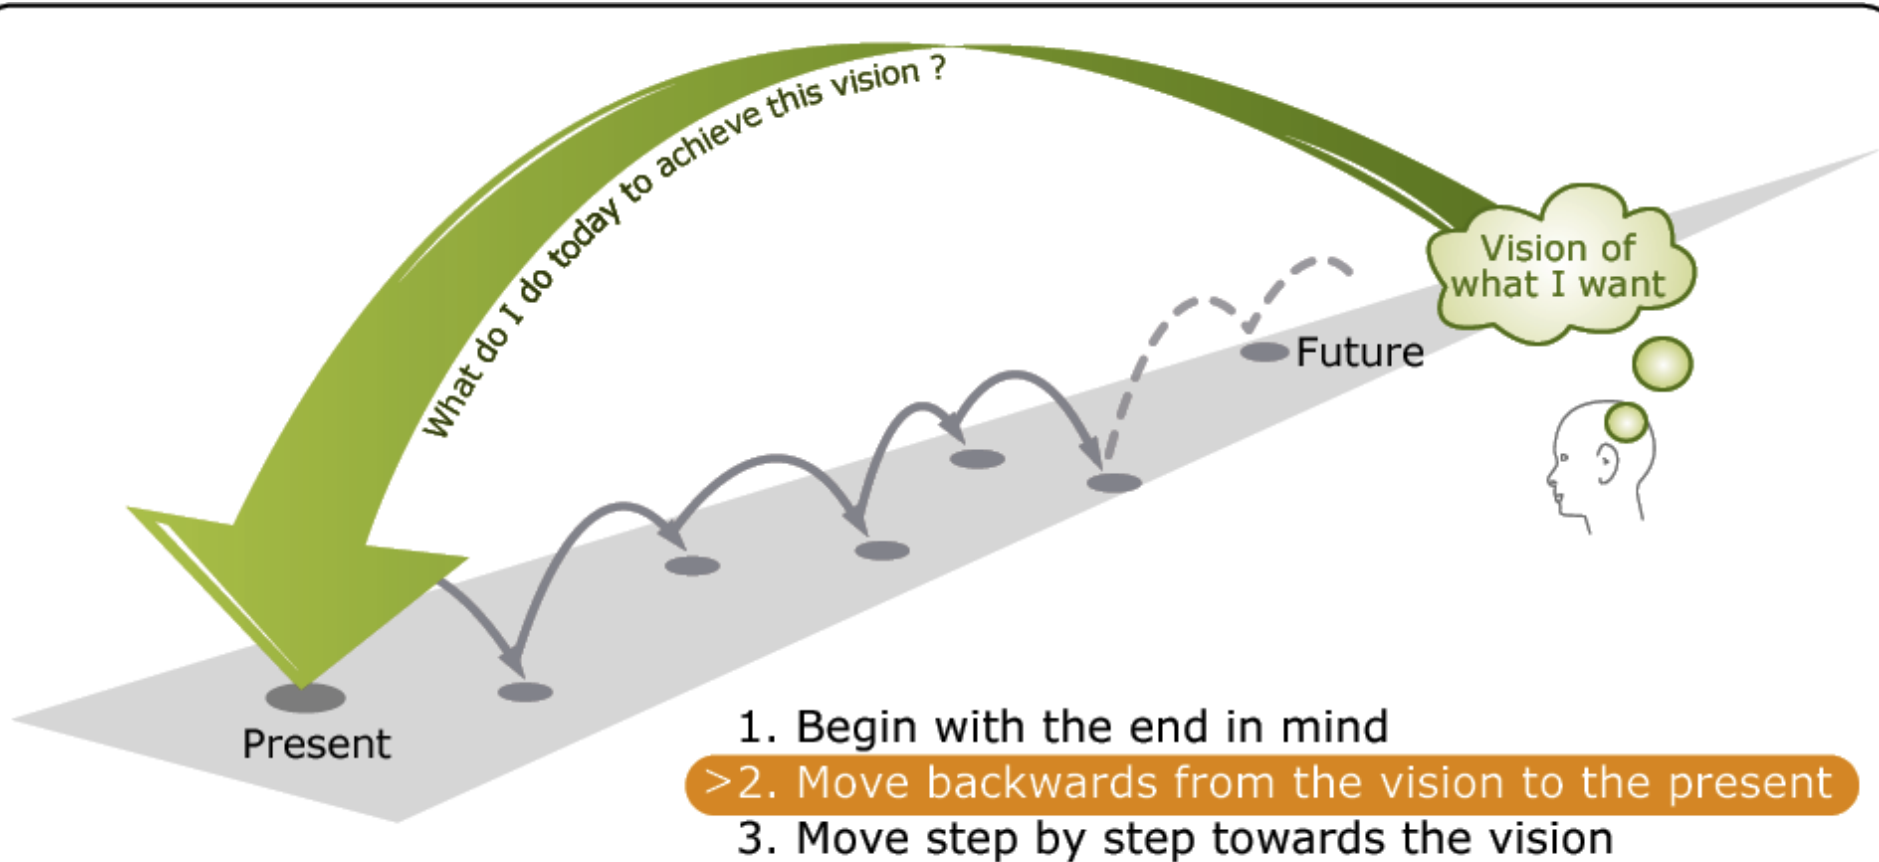 What do I do today to achieve this vision ?
Vision of
what I want
Future
Present
1. Begin with the end in mind
>2. Move backwards from the vision to the present
3. Move step by step towards the vision